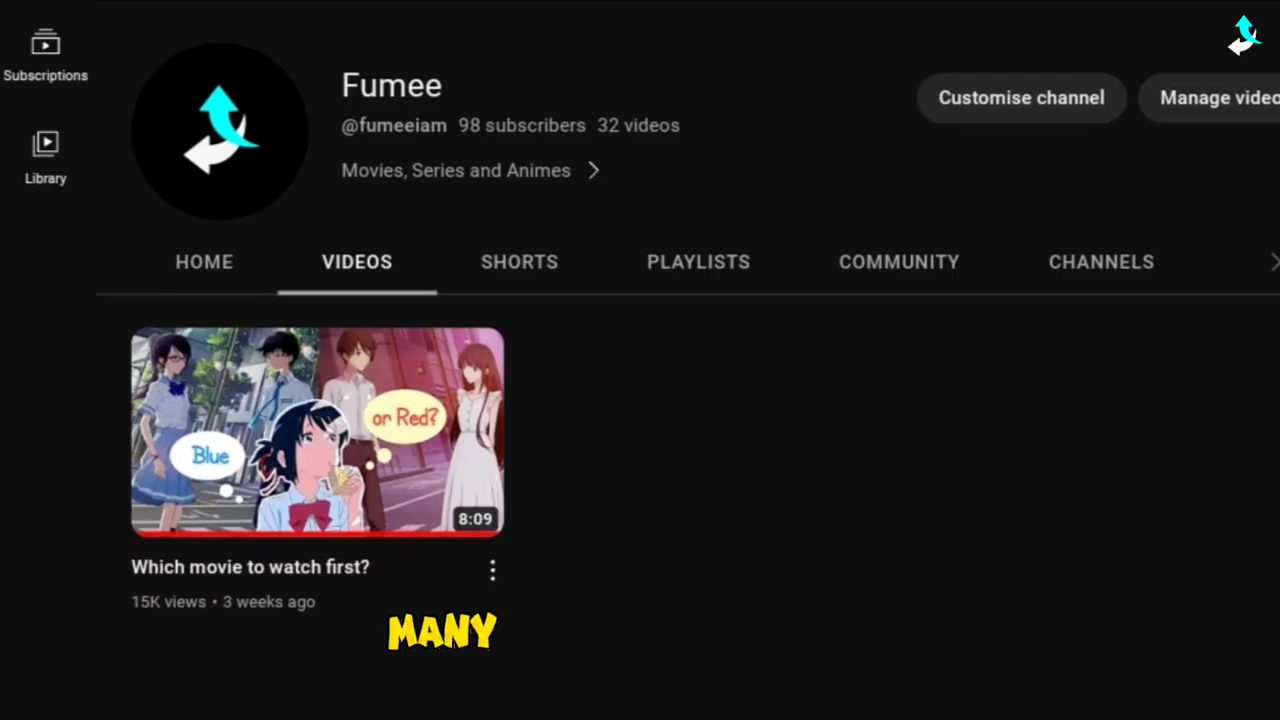 Subscriptions
Library
Fumee
@fumeeiam 98 subscribers 32 videos
Movies, Series and Animes
Customise channel
Manage video
HOME VIDEOS SHORTS PLAYLISTS COMMUNITY CHANNELS
Blue
or Red?
8:09
Which movie to watch first?
15K views • 3 weeks ago
MANY